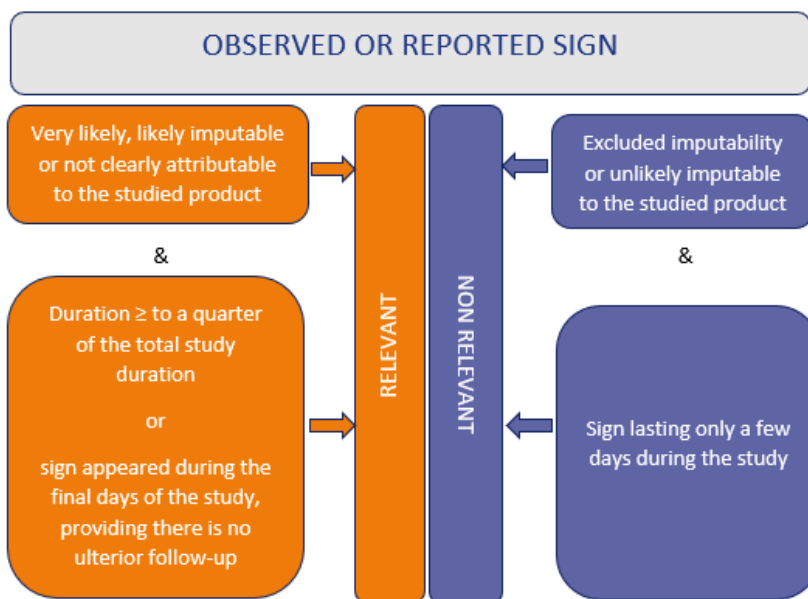 OBSERVED OR REPORTED SIGN
Very likely, likely imputable
or not clearly attributable
to the studied product
&
Duration ≥ to a quarter
of the total study
duration
or
sign appeared during the
final days of the study,
providing there is no
ulterior follow-up
RELEVANT
NON RELEVANT
Excluded imputability
or unlikely imputable
to the studied product
&
Sign lasting only a few
days during the study